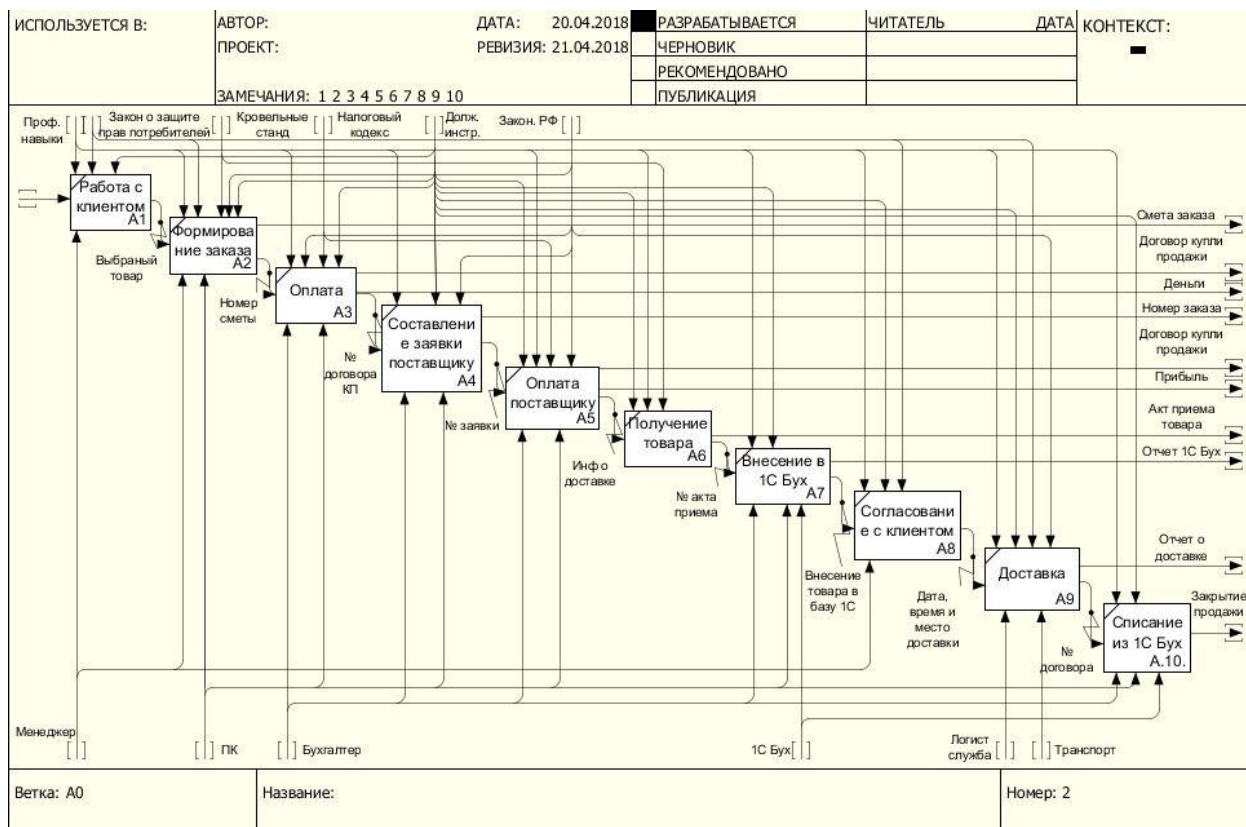 ИСПОЛЬЗУЕТСЯ В:
АВТОР:
ДАТА: 20.04.2018
РАЗРАБАТЫВАЕТСЯ
ЧИТАТЕЛЬ
ДАТА
КОНТЕКСТ:
ПРОЕКТ:
РЕВИЗИЯ: 21.04.2018
ЧЕРНОВИК
РЕКОМЕНДОВАНО
ЗАМЕЧАНИЯ: 1 2 3 4 5 6 7 8 9 10
ПУБЛИКАЦИЯ
Проф.
навыки
Закон о защите
прав потребителей
Кровельные
станд
Налоговый
кодекс
Долж.
инстр.
Закон. РФ
Работа с
клиентом
A1
Выбраный
товар
Формирова
ние заказа
A2
Номер
сметы
Оплата
A3
№
договора
КП
Составлени
е заявки
поставщику
A4
№ заявки
Оплата
поставщику
A5
Инф о
доставке
Получение
товара
A6
№ акта
приема
Внесение в
1С Бух
A7
Внесение
товара в
базу 1С
Согласовани
е с клиентом
A8
Дата,
время и
место
доставки
Доставка
A9
№
договора
Списание
из 1С Бух
A.10.
Смета заказа
Договор купли
продажи
Деньги
Номер заказа
Договор купли
продажи
Прибыль
Акт приема
товара
Отчет 1С Бух
Отчет о
доставке
Закрытие
продажи
Менеджер
ПК
Бухгалтер
1С Бух
Логист
служба
Транспорт
Ветка: A0
Название:
Номер: 2